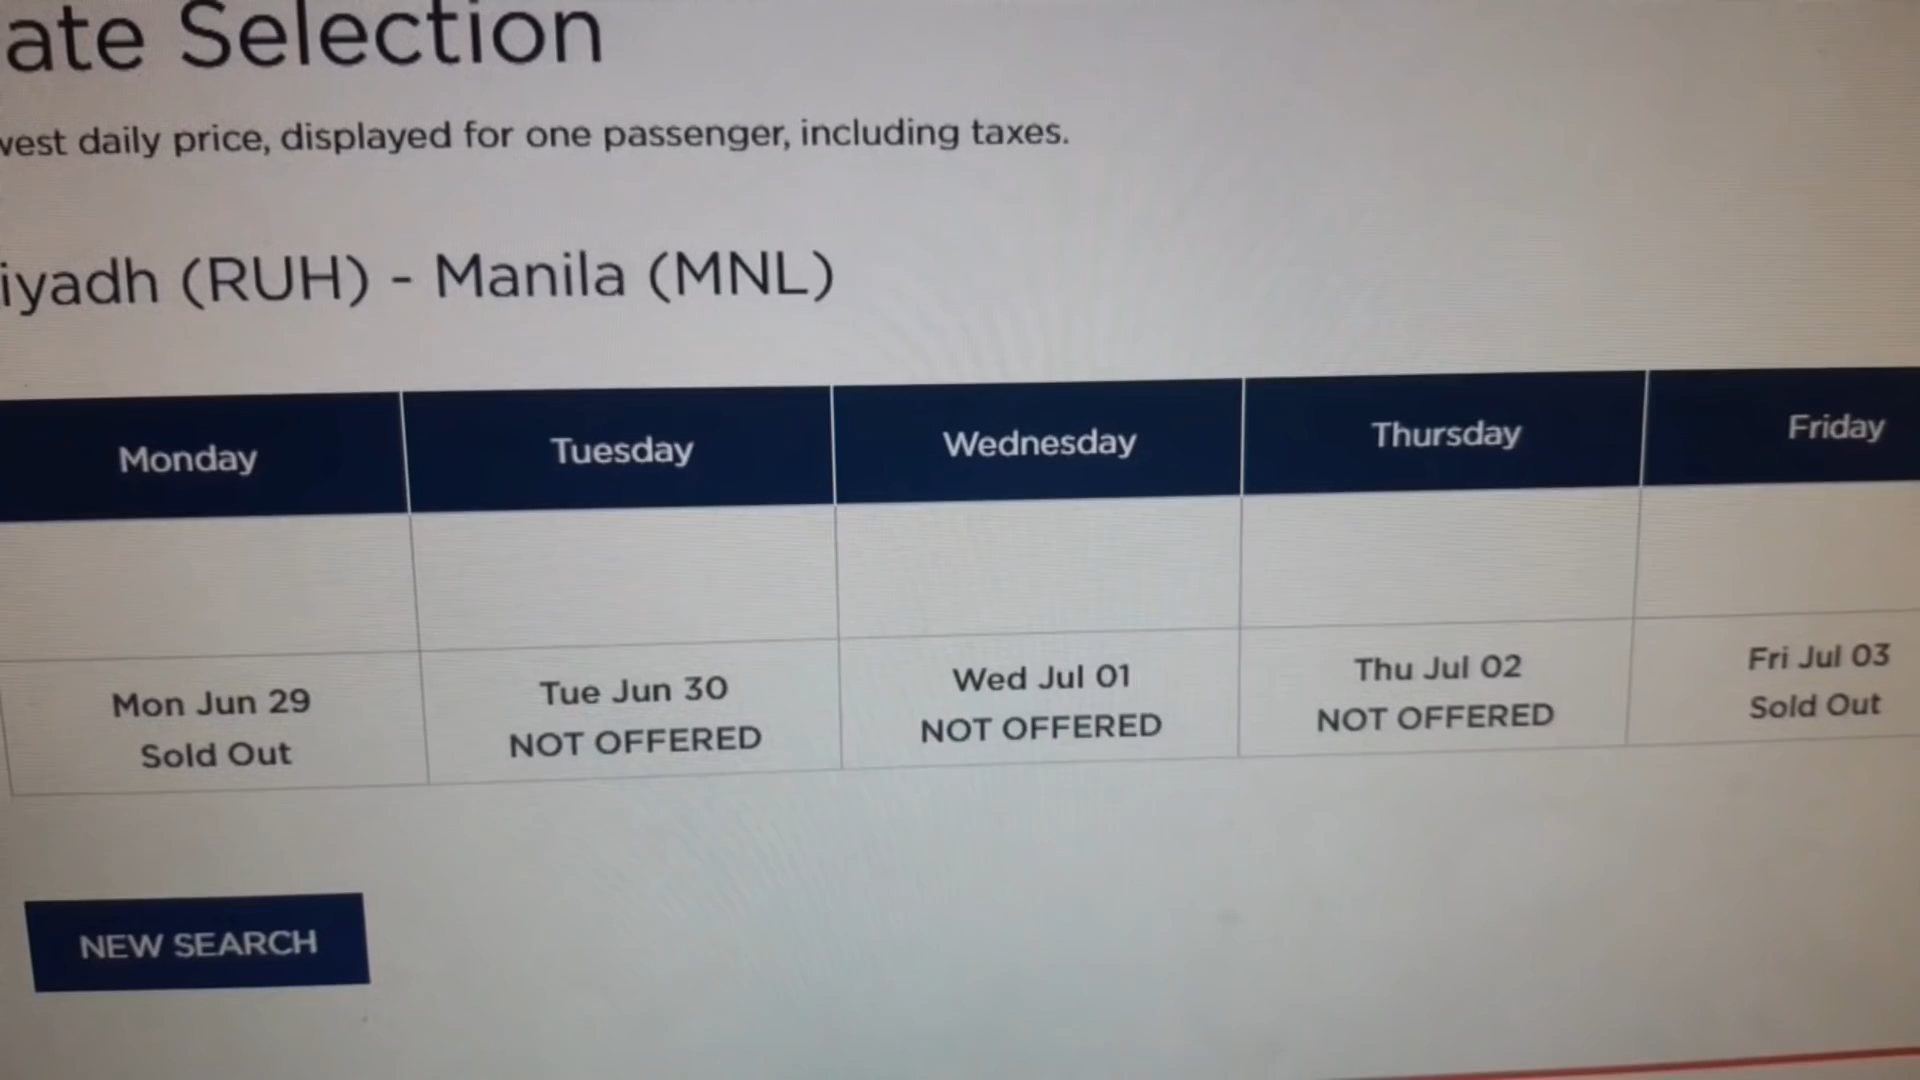 ate Selection
west daily price, displayed for one passenger, including taxes.
iyadh (RUH) - Manila (MNL)
Monday Tuesday Wednesday Thursday Friday
Mon Jun 29 Tue Jun 30 Wed Jul 01 Thu Jul 02 Fri Jul 03
Sold Out NOT OFFERED NOT OFFERED NOT OFFERED Sold Out
NEW SEARCH